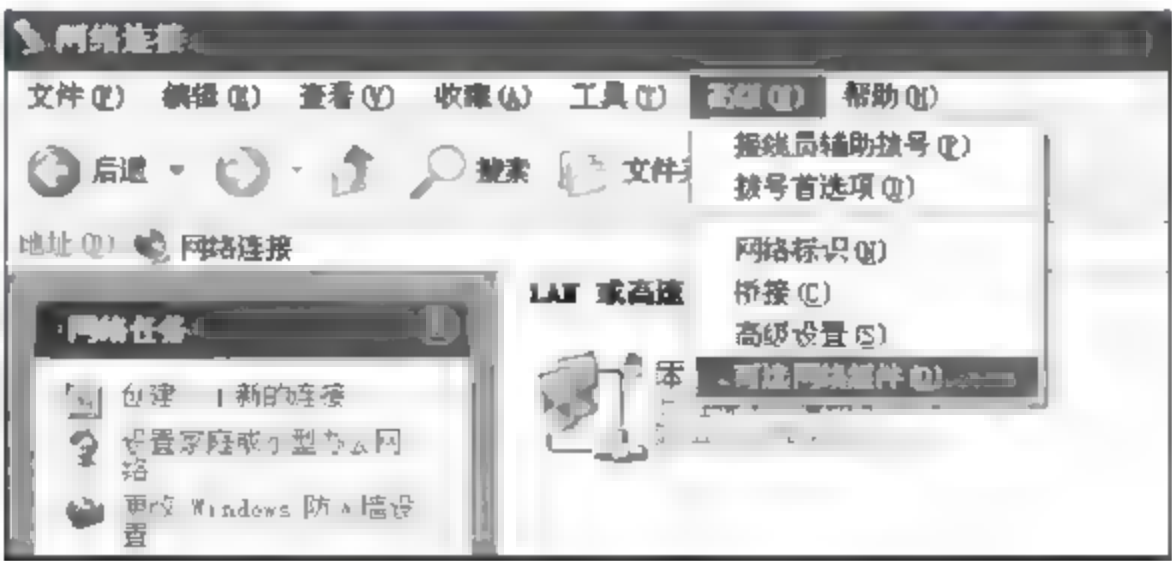 网络连接
文件(F) 编辑(E) 查看(V) 收藏(A) 工具(T) 高级(N) 帮助(H)
后退 搜索 文件夹
地址(D) 网络连接
接线员辅助拨号(P)
拨号首选项(D)
网络标识(N)
桥接(C)
高级设置(S)
可选网络组件(O)...
LAN 或高速
本
网络任务
创建一个新的连接
设置家庭或小型办公网
络
更改 Windows 防火墙设
置